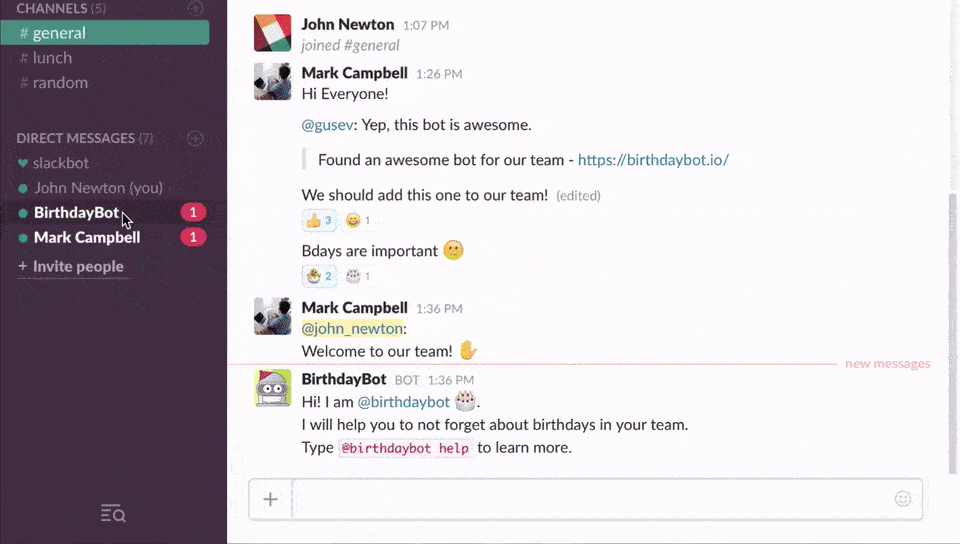 CHANNELS (5)
# general
# lunch
# random
DIRECT MESSAGES (7)
slackbot
John Newton (you)
BirthdayBot 1
Mark Campbell 1
+ Invite people
John Newton 1:07 PM
joined #general
Mark Campbell 1:26 PM
Hi Everyone!
@gusev: Yep, this bot is awesome.
Found an awesome bot for our team - https://birthdaybot.io/
We should add this one to our team! (edited)
3 1
Bdays are important
2 1
Mark Campbell 1:36 PM
@john_newton:
Welcome to our team!
new messages
BirthdayBot BOT 1:36 PM
Hi! I am @birthdaybot .
I will help you to not forget about birthdays in your team.
Type @birthdaybot help to learn more.